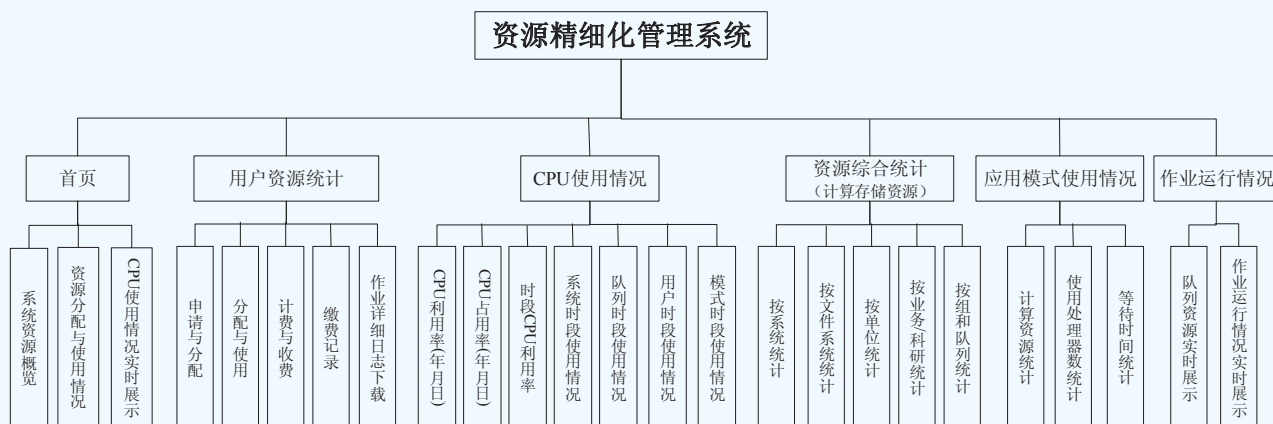 资源精细化管理系统
首页
用户资源统计
CPU使用情况
资源综合统计
（计算存储资源）
应用模式使用情况
作业运行情况
系统资源概览
资源分配与使用情况
CPU使用情况实时展示
申请与分配
分配与使用
计费与收费
缴费记录
作业详细日志下载
CPU利用率(年月日)
CPU占用率(年月日)
时段CPU利用率
系统时段使用情况
队列时段使用情况
用户时段使用情况
模式时段使用情况
按系统统计
按文件系统统计
按单位统计
按业务/科研统计
按组和队列统计
计算资源统计
使用处理器数统计
等待时间统计
队列资源实时展示
作业运行情况实时展示